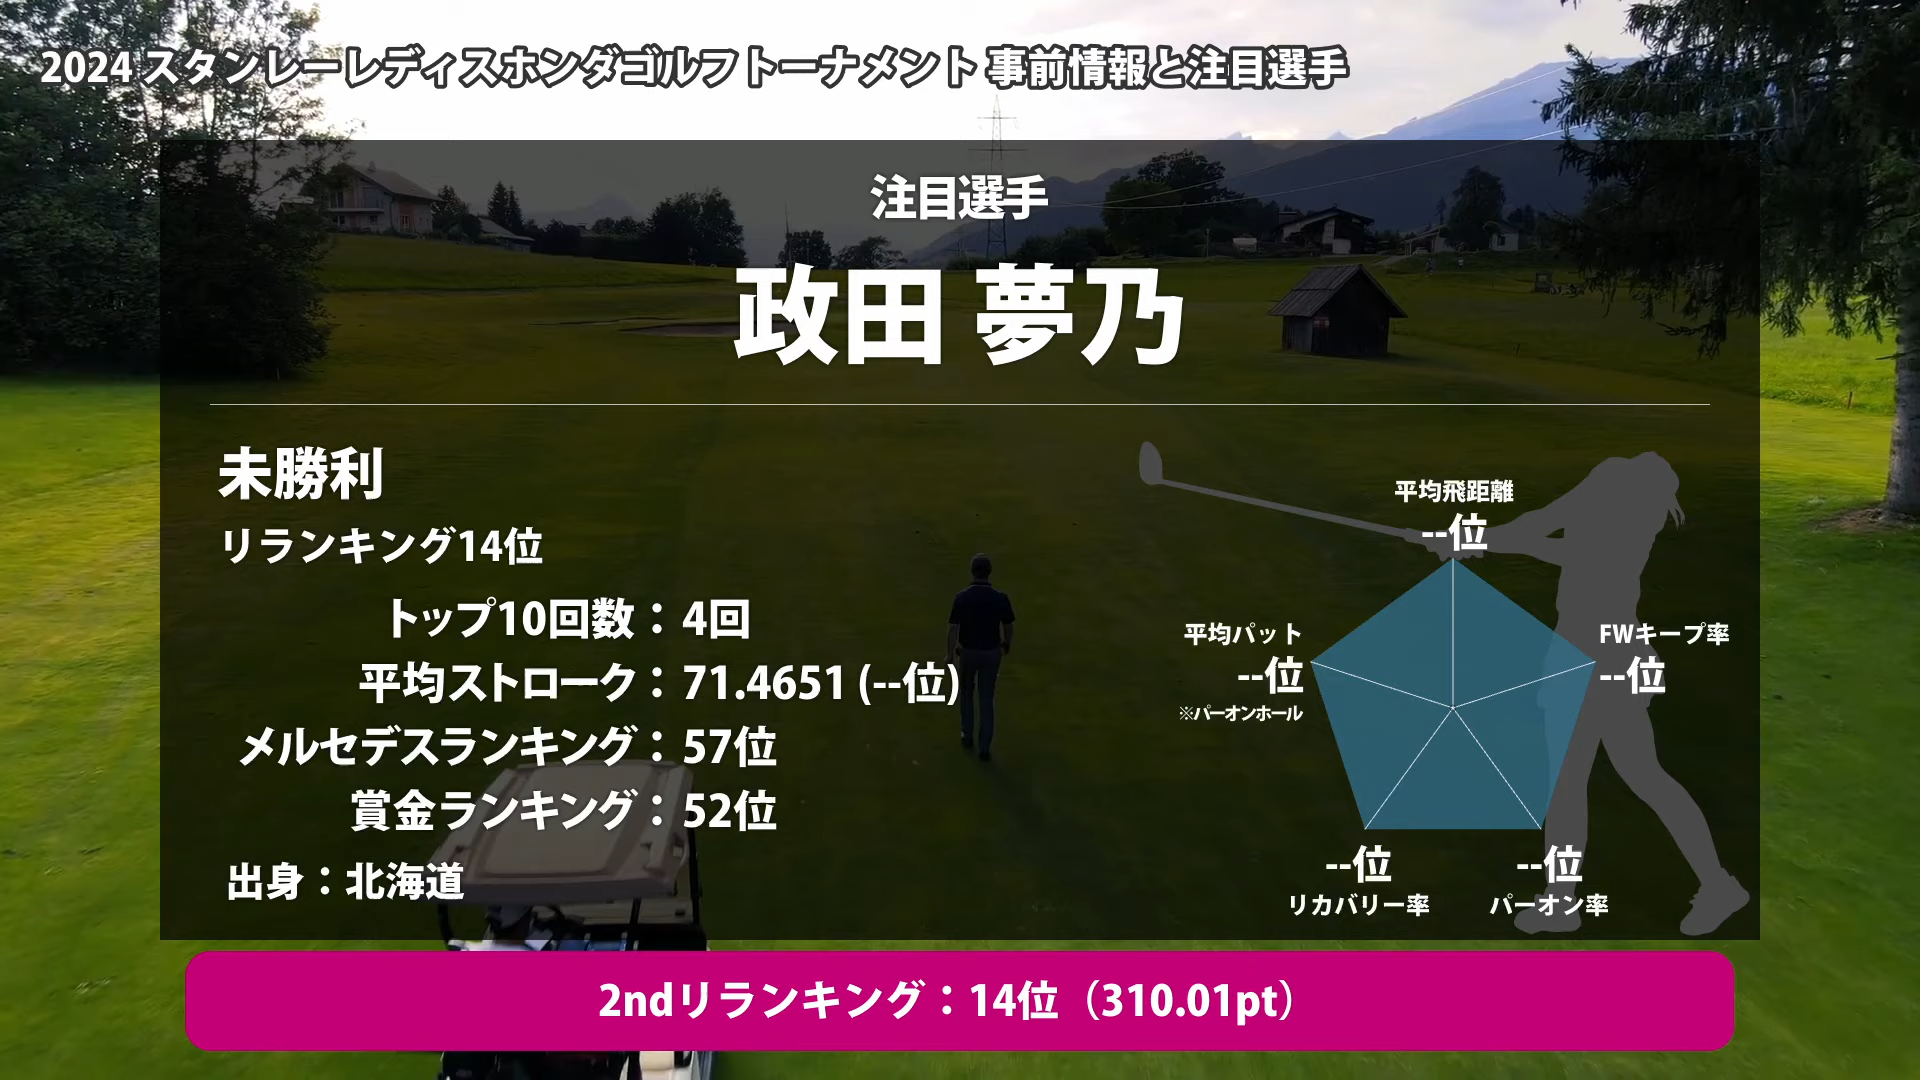 2024 スタンレーレディスホンダゴルフトーナメント 事前情報と注目選手
注目選手
政田 夢乃
未勝利
リランキング14位
トップ10回数：4回
平均ストローク：71.4651 (--位)
メルセデスランキング：57位
賞金ランキング：52位
出身：北海道
平均飛距離
--位
平均パット
--位
※パーオンホール
FWキープ率
--位
--位
リカバリー率
--位
パーオン率
2ndリランキング：14位（310.01pt）